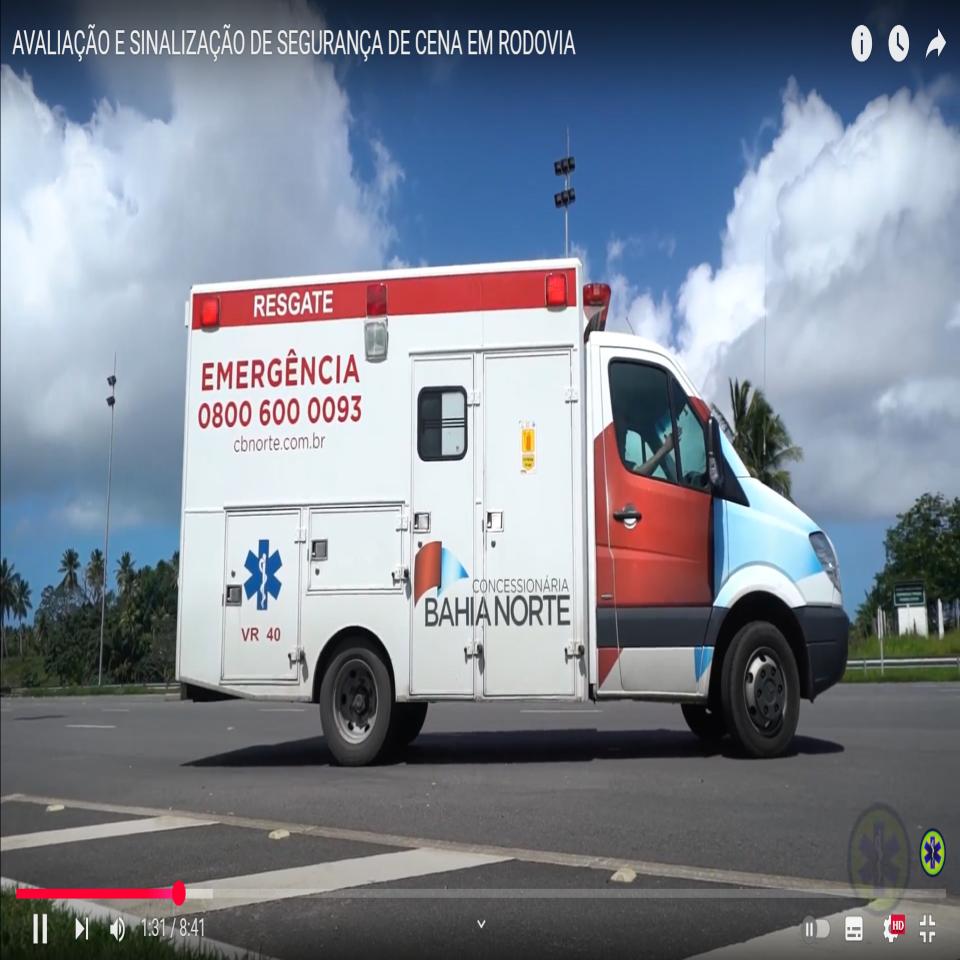 AVALIAÇÃO E SINALIZAÇÃO DE SEGURANÇA DE CENA EM RODOVIA
RESGATE
EMERGÊNCIA
0800 600 0093
cbnorte.com.br
CONCESSIONÁRIA
BAHIA NORTE
VR 40
1:31 / 8:41
HD